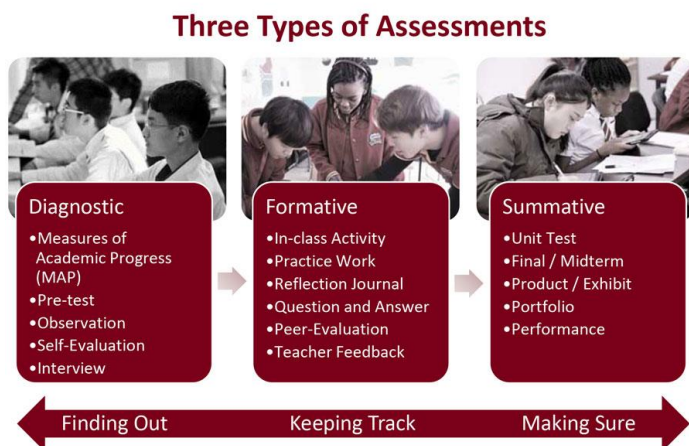 Three Types of Assessments
Diagnostic
•Measures of
Academic Progress
(MAP)
•Pre-test
•Observation
•Self-Evaluation
•Interview
Formative
•In-class Activity
•Practice Work
•Reflection Journal
•Question and Answer
•Peer-Evaluation
•Teacher Feedback
Summative
•Unit Test
•Final / Midterm
•Product / Exhibit
•Portfolio
•Performance
Finding Out
Keeping Track
Making Sure